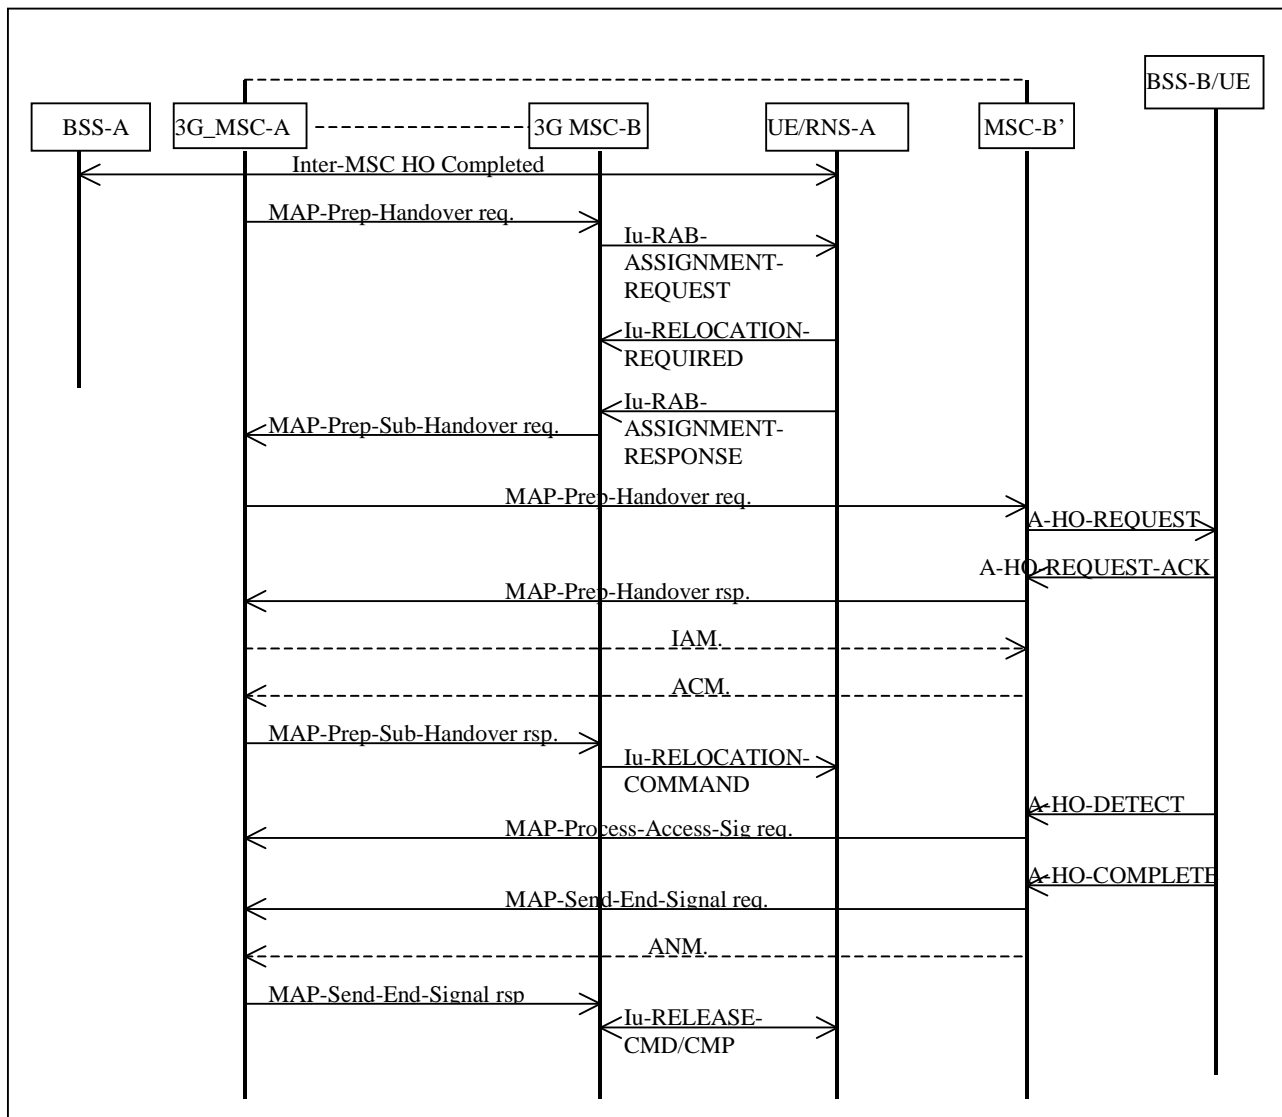 BSS-B/UE
BSS-A
3G_MSC-A
3G MSC-B
UE/RNS-A
MSC-B’
Inter-MSC HO Completed
MAP-Prep-Handover req.
Iu-RAB-
ASSIGNMENT-
REQUEST
Iu-RELOCATION-
REQUIRED
Iu-RAB-
ASSIGNMENT-
RESPONSE
MAP-Prep-Sub-Handover req.
MAP-Prep-Handover req.
A-HO-REQUEST
A-HO-REQUEST-ACK
MAP-Prep-Handover rsp.
IAM.
ACM.
MAP-Prep-Sub-Handover rsp.
Iu-RELOCATION-
COMMAND
A-HO-DETECT
MAP-Process-Access-Sig req.
A-HO-COMPLETE
MAP-Send-End-Signal req.
ANM.
MAP-Send-End-Signal rsp
Iu-RELEASE-
CMD/CMP